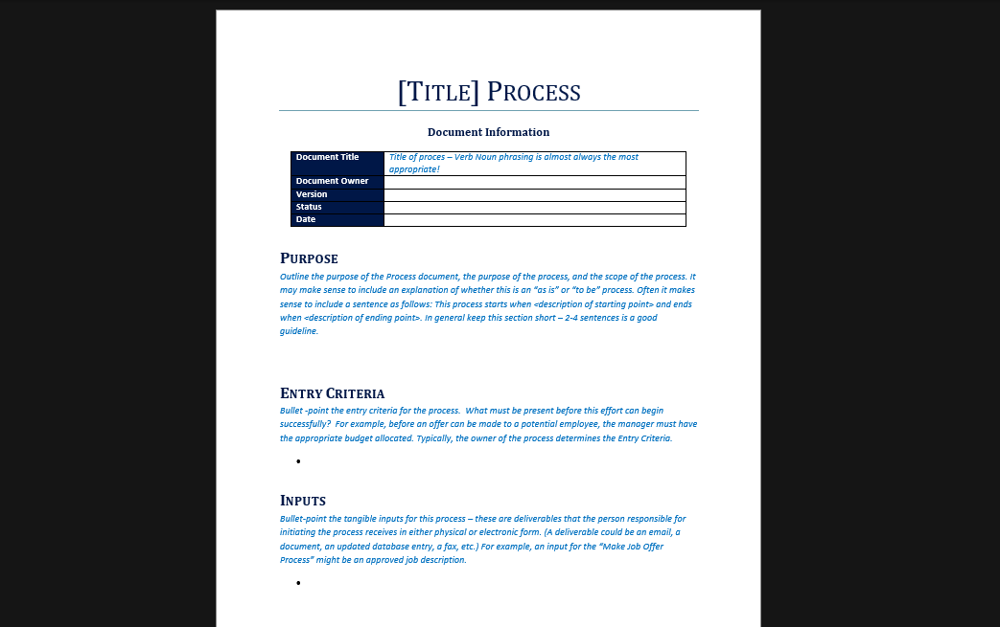 [Title] Process
Document Information
Document Title
Title of proces – Verb Noun phrasing is almost always the most
appropriate!
Document Owner
Version
Status
Date
Purpose
Outline the purpose of the Process document, the purpose of the process, and the scope of the process. It
may make sense to include an explanation of whether this is an “as is” or “to be” process. Often it makes
sense to include a sentence as follows: This process starts when <description of starting point> and ends
when <description of ending point>. In general keep this section short – 2-4 sentences is a good
guideline.
Entry Criteria
Bullet -point the entry criteria for the process.  What must be present before this effort can begin
successfully?  For example, before an offer can be made to a potential employee, the manager must have
the appropriate budget allocated. Typically, the owner of the process determines the Entry Criteria.
•
Inputs
Bullet-point the tangible inputs for this process – these are deliverables that the person responsible for
initiating the process receives in either physical or electronic form. (A deliverable could be an email, a
document, an updated database entry, a fax, etc.) For example, an input for the “Make Job Offer
Process” might be an approved job description.
•